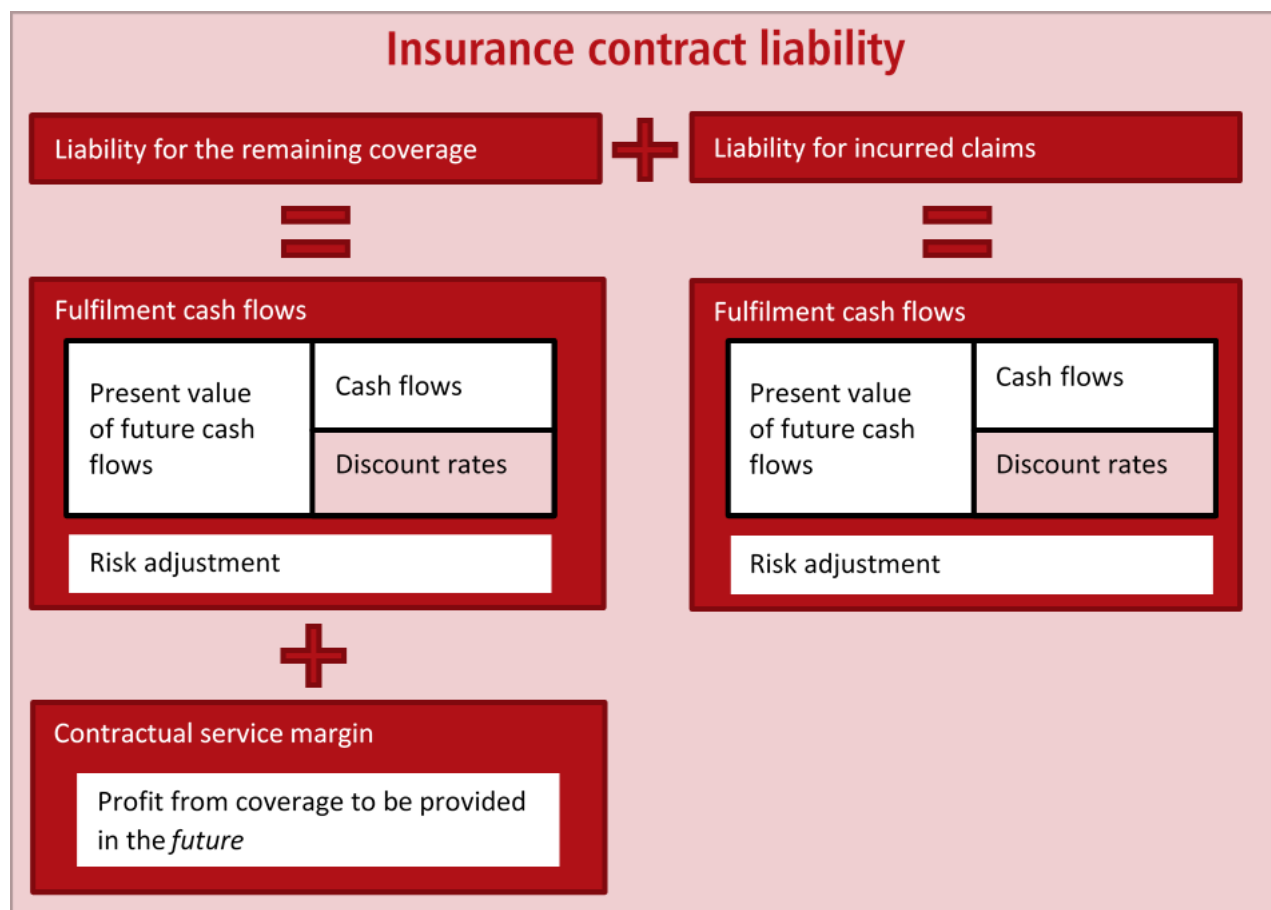 Insurance contract liability
Liability for the remaining coverage
Liability for incurred claims
Fulfilment cash flows
Present value
of future cash
flows
Cash flows
Discount rates
Risk adjustment
Fulfilment cash flows
Present value
of future cash
flows
Cash flows
Discount rates
Risk adjustment
Contractual service margin
Profit from coverage to be provided
in the future